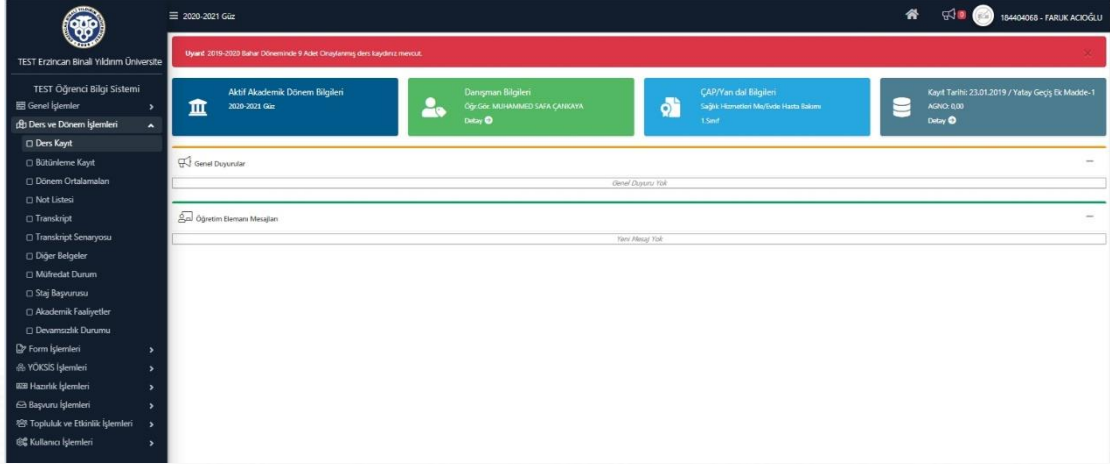 2020-2021 Güz
184404068 - FARUK ACIOĞLU
TEST Erzincan Binali Yıldırım Üniversite
TEST Öğrenci Bilgi Sistemi
Genel İşlemler
Ders ve Dönem İşlemleri
Ders Kayıt
Bütünleme Kayıt
Dönem Ortalamaları
Not Listesi
Transkript
Transkript Senaryosu
Diğer Belgeler
Müfredat Durum
Staj Başvurusu
Akademik Faaliyetler
Devamsızlık Durumu
Form İşlemleri
YÖKSİS İşlemleri
Hazırlık İşlemleri
Başvuru İşlemleri
Topluluk ve Etkinlik İşlemleri
Kullanıcı İşlemleri
Uyarı! 2019-2020 Bahar Döneminde 9 Adet Onaylanmış ders kaydınız mevcut.
Aktif Akademik Dönem Bilgileri
2020-2021 Güz
Danışman Bilgileri
Öğr.Gör. MUHAMMED SAFA ÇANKAYA
Detay
ÇAP/Yan dal Bilgileri
Sağlık Hizmetleri Me/Evde Hasta Bakımı
1.Sınıf
Kayıt Tarihi: 23.01.2019 / Yatay Geçiş Ek Madde-1
AGNO: 0,00
Detay
Genel Duyurular
Genel Duyuru Yok
Öğretim Elemanı Mesajları
Yeni Mesaj Yok